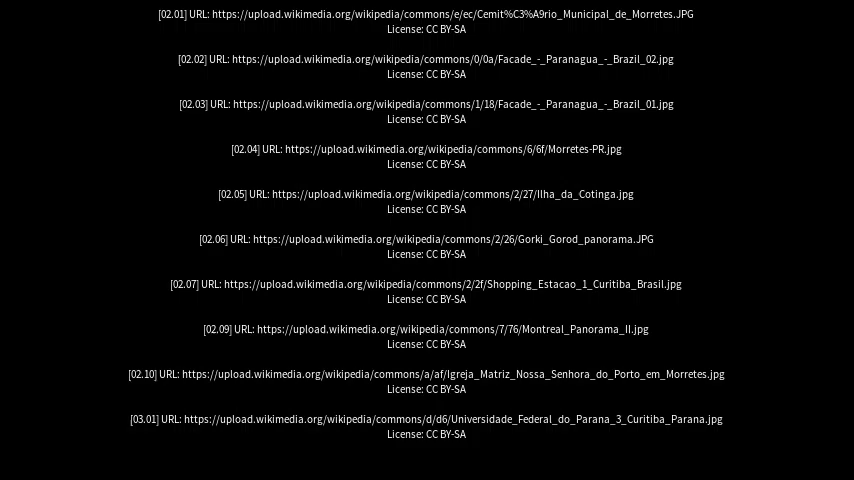 [02.01] URL: https://upload.wikimedia.org/wikipedia/commons/e/ec/Cemit%C3%A9rio_Municipal_de_Morretes.JPG
License: CC BY-SA
[02.02] URL: https://upload.wikimedia.org/wikipedia/commons/0/0a/Facade_-_Paranagua_-_Brazil_02.jpg
License: CC BY-SA
[02.03] URL: https://upload.wikimedia.org/wikipedia/commons/1/18/Facade_-_Paranagua_-_Brazil_01.jpg
License: CC BY-SA
[02.04] URL: https://upload.wikimedia.org/wikipedia/commons/6/6f/Morretes-PR.jpg
License: CC BY-SA
[02.05] URL: https://upload.wikimedia.org/wikipedia/commons/2/27/Ilha_da_Cotinga.jpg
License: CC BY-SA
[02.06] URL: https://upload.wikimedia.org/wikipedia/commons/2/26/Gorki_Gorod_panorama.JPG
License: CC BY-SA
[02.07] URL: https://upload.wikimedia.org/wikipedia/commons/2/2f/Shopping_Estacao_1_Curitiba_Brasil.jpg
License: CC BY-SA
[02.09] URL: https://upload.wikimedia.org/wikipedia/commons/7/76/Montreal_Panorama_II.jpg
License: CC BY-SA
[02.10] URL: https://upload.wikimedia.org/wikipedia/commons/a/af/Igreja_Matriz_Nossa_Senhora_do_Porto_em_Morretes.jpg
License: CC BY-SA
[03.01] URL: https://upload.wikimedia.org/wikipedia/commons/d/d6/Universidade_Federal_do_Parana_3_Curitiba_Parana.jpg
License: CC BY-SA